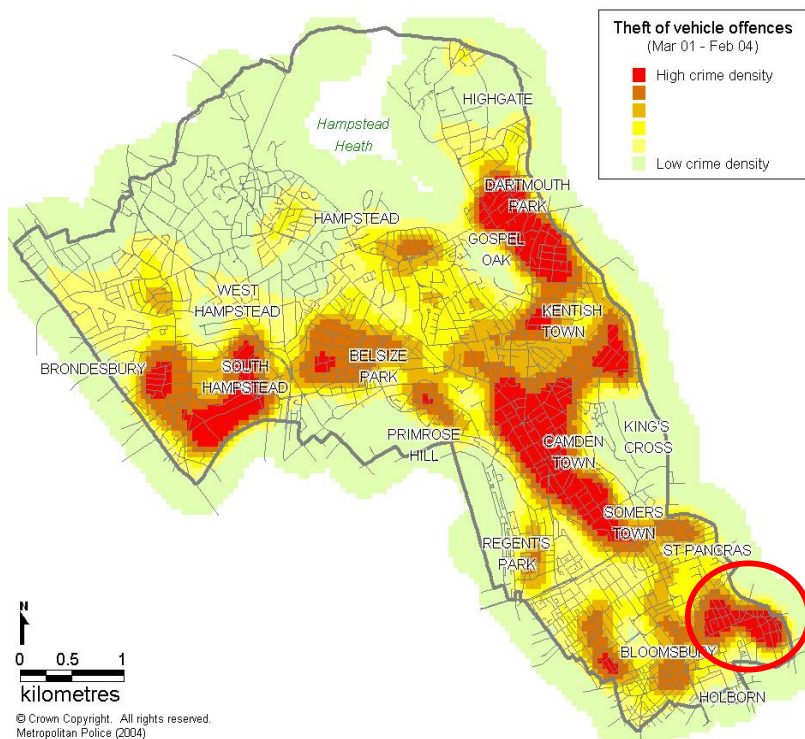 Theft of vehicle offences
(Mar 01 - Feb 04)
High crime density
Low crime density
HIGHGATE
Hampstead
Heath
DARTMOUTH
PARK
HAMPSTEAD
GOSPEL
OAK
WEST
HAMPSTEAD
KENTISH
TOWN
BRONDESBURY
SOUTH
HAMPSTEAD
BELSIZE
PARK
PRIMROSE
HILL
CAMDEN
TOWN
KING'S
CROSS
SOMERS
TOWN
REGENT'S
PARK
ST PANCRAS
BLOOMSBURY
HOLBORN
N
0 0.5 1
kilometres
© Crown Copyright. All rights reserved.
Metropolitan Police (2004)